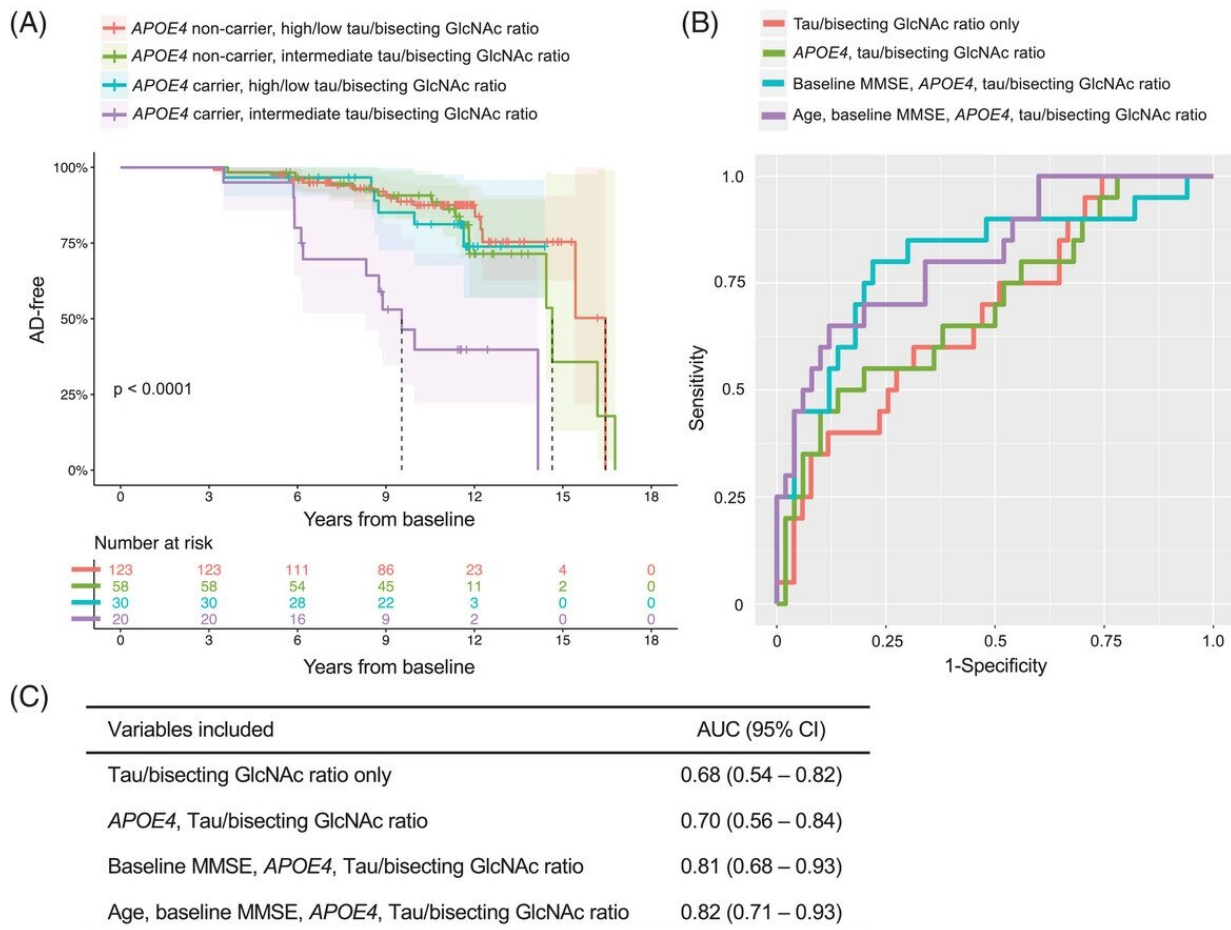 (A)
APOE4 non-carrier, high/low tau/bisecting GlcNAc ratio
APOE4 non-carrier, intermediate tau/bisecting GlcNAc ratio
APOE4 carrier, high/low tau/bisecting GlcNAc ratio
APOE4 carrier, intermediate tau/bisecting GlcNAc ratio
100%
75%
50%
25%
0%
AD-free
p < 0.0001
0 3 6 9 12 15 18
Years from baseline
Number at risk
123 123 111 86 23 4 0
58 58 54 45 11 2 0
30 30 28 22 3 0 0
20 20 16 9 2 0 0
0 3 6 9 12 15 18
Years from baseline
(B)
Tau/bisecting GlcNAc ratio only
APOE4, tau/bisecting GlcNAc ratio
Baseline MMSE, APOE4, tau/bisecting GlcNAc ratio
Age, baseline MMSE, APOE4, tau/bisecting GlcNAc ratio
1.0
0.75
0.5
0.25
0
Sensitivity
0 0.25 0.5 0.75 1.0
1-Specificity
(C)
Variables included AUC (95% CI)
Tau/bisecting GlcNAc ratio only 0.68 (0.54 – 0.82)
APOE4, Tau/bisecting GlcNAc ratio 0.70 (0.56 – 0.84)
Baseline MMSE, APOE4, Tau/bisecting GlcNAc ratio 0.81 (0.68 – 0.93)
Age, baseline MMSE, APOE4, Tau/bisecting GlcNAc ratio 0.82 (0.71 – 0.93)